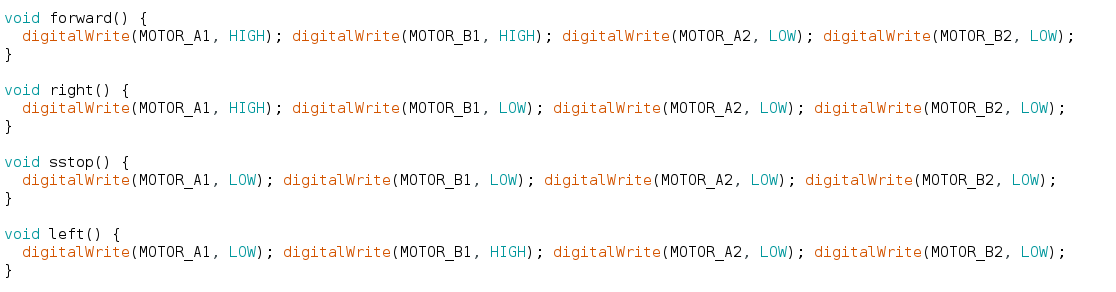 void forward() {
  digitalWrite(MOTOR_A1, HIGH); digitalWrite(MOTOR_B1, HIGH); digitalWrite(MOTOR_A2, LOW); digitalWrite(MOTOR_B2, LOW);
}

void right() {
  digitalWrite(MOTOR_A1, HIGH); digitalWrite(MOTOR_B1, LOW); digitalWrite(MOTOR_A2, LOW); digitalWrite(MOTOR_B2, LOW);
}

void sstop() {
  digitalWrite(MOTOR_A1, LOW); digitalWrite(MOTOR_B1, LOW); digitalWrite(MOTOR_A2, LOW); digitalWrite(MOTOR_B2, LOW);
}

void left() {
  digitalWrite(MOTOR_A1, LOW); digitalWrite(MOTOR_B1, HIGH); digitalWrite(MOTOR_A2, LOW); digitalWrite(MOTOR_B2, LOW);
}